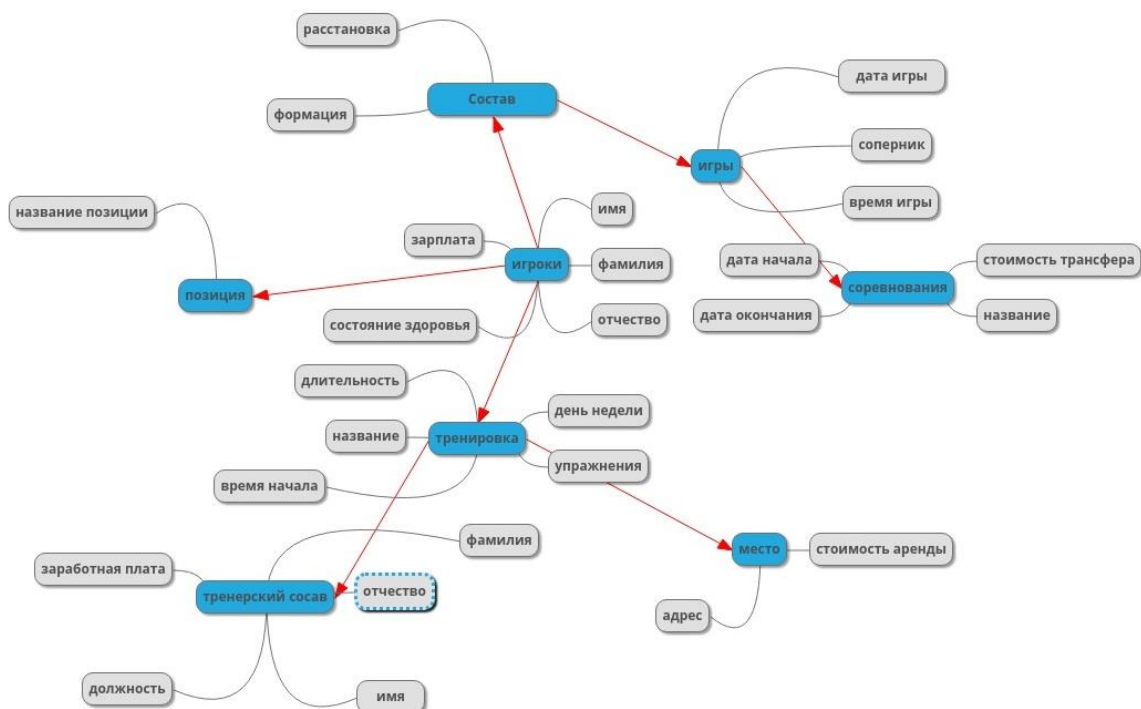 расстановка
Состав
формация
дата игры
соперник
игры
время игры
название позиции
позиция
имя
зарплата
игроки
фамилия
состояние здоровья
отчество
дата начала
стоимость трансфера
соревнования
дата окончания
название
длительность
день недели
название
тренировка
упражнения
время начала
фамилия
место
стоимость аренды
заработная плата
тренерский сосав
отчество
адрес
должность
имя